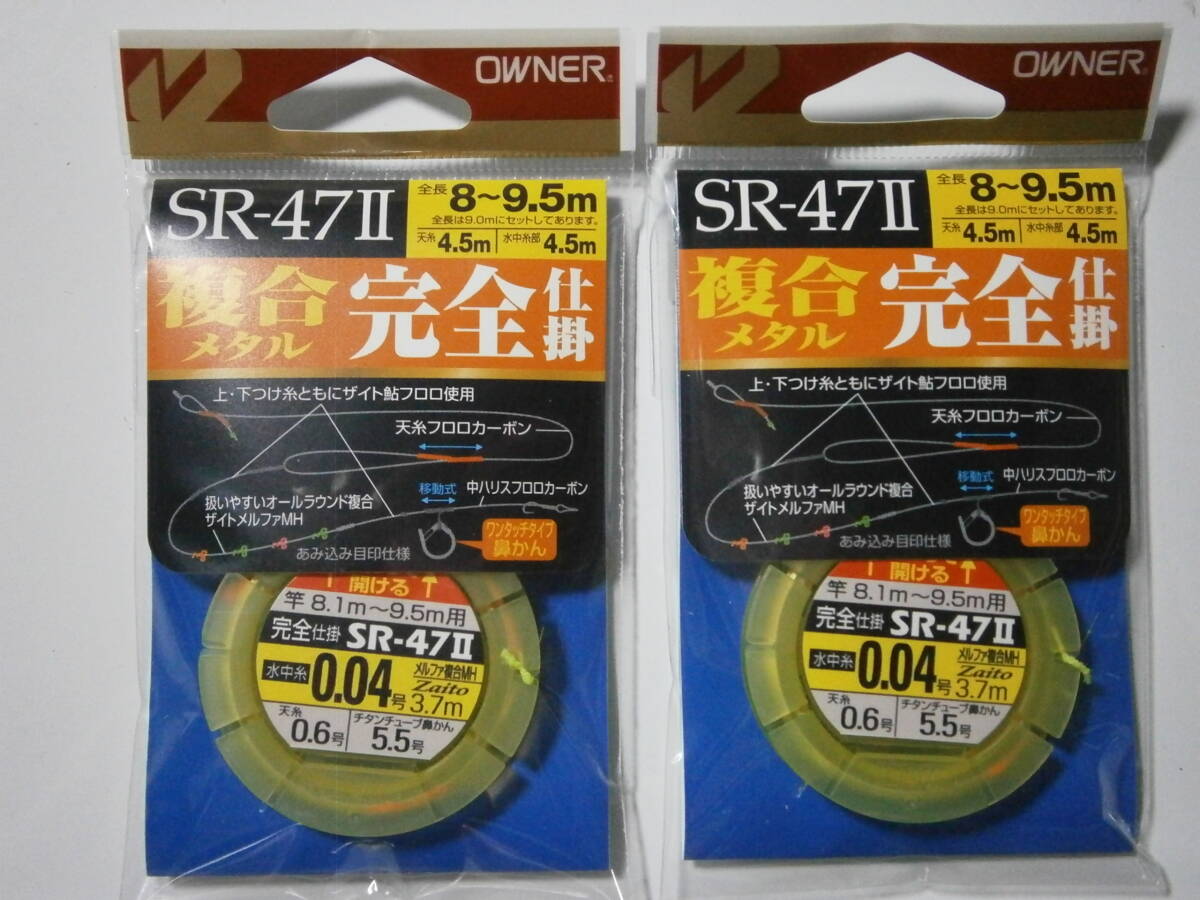 OWNER
SR-47Ⅱ
全長8〜9.5m
全長は9.0mにセットしてあります。
天糸4.5m 水中糸部4.5m
複合メタル 完全仕掛
上・下つけ糸ともにザイト鮎フロロ使用
天糸フロロカーボン
移動式
中ハリスフロロカーボン
扱いやすいオールラウンド複合
ザイトメルファMH
ワンタッチタイプ
鼻かん
あみ込み目印仕様
↑開ける↑
竿8.1m〜9.5m用
完全仕掛 SR-47Ⅱ
水中糸 0.04号 メルファ複合MH Zaito 3.7m
天糸 0.6号 チタンチューブ鼻かん 5.5号
OWNER
SR-47Ⅱ
全長8〜9.5m
全長は9.0mにセットしてあります。
天糸4.5m 水中糸部4.5m
複合メタル 完全仕掛
上・下つけ糸ともにザイト鮎フロロ使用
天糸フロロカーボン
移動式
中ハリスフロロカーボン
扱いやすいオールラウンド複合
ザイトメルファMH
ワンタッチタイプ
鼻かん
あみ込み目印仕様
↑開ける↑
竿8.1m〜9.5m用
完全仕掛 SR-47Ⅱ
水中糸 0.04号 メルファ複合MH Zaito 3.7m
天糸 0.6号 チタンチューブ鼻かん 5.5号